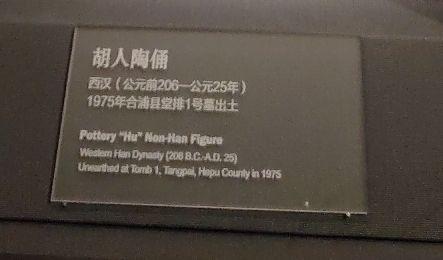 胡人陶俑
西汉（公元前206—公元25年）
1975年合浦县堂排1号墓出土
Pottery "Hu" Non-Han Figure
Western Han Dynasty (206 B.C.-A.D. 25)
Unearthed at Tomb 1, Tangpai, Hepu County in 1975